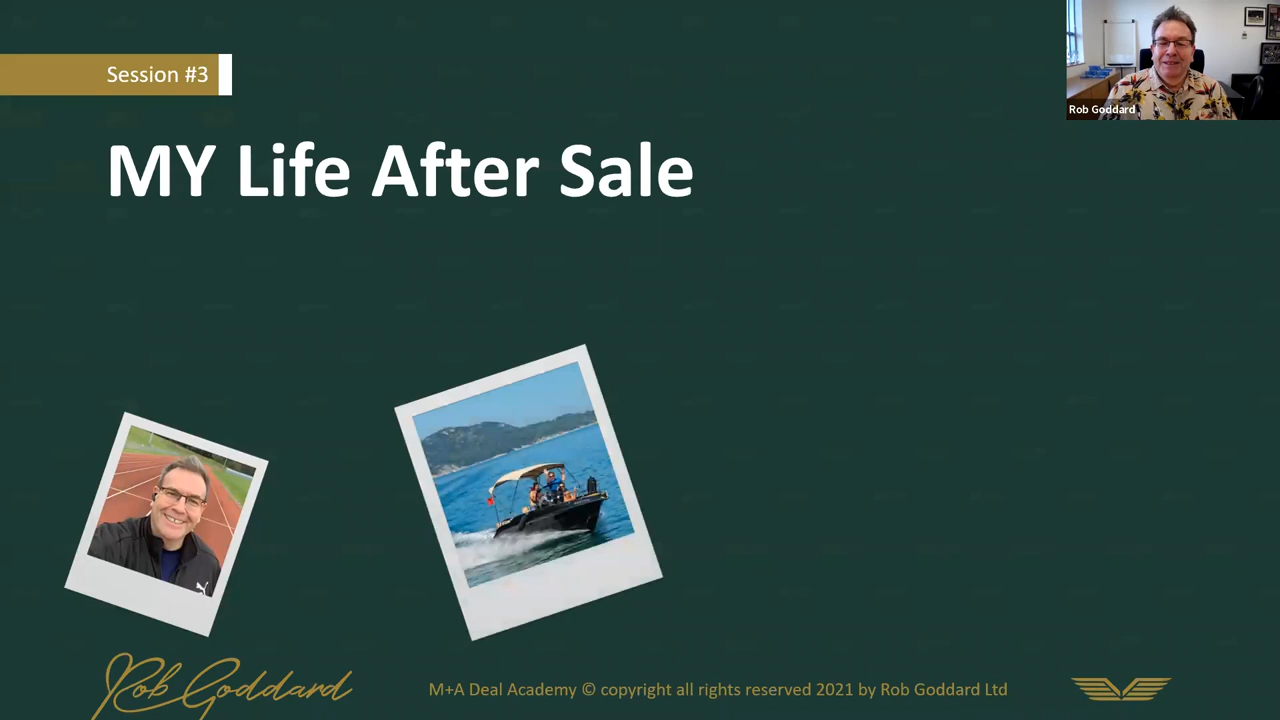 Session #3
Rob Goddard
MY Life After Sale
Rob Goddard
M+A Deal Academy © copyright all rights reserved 2021 by Rob Goddard Ltd